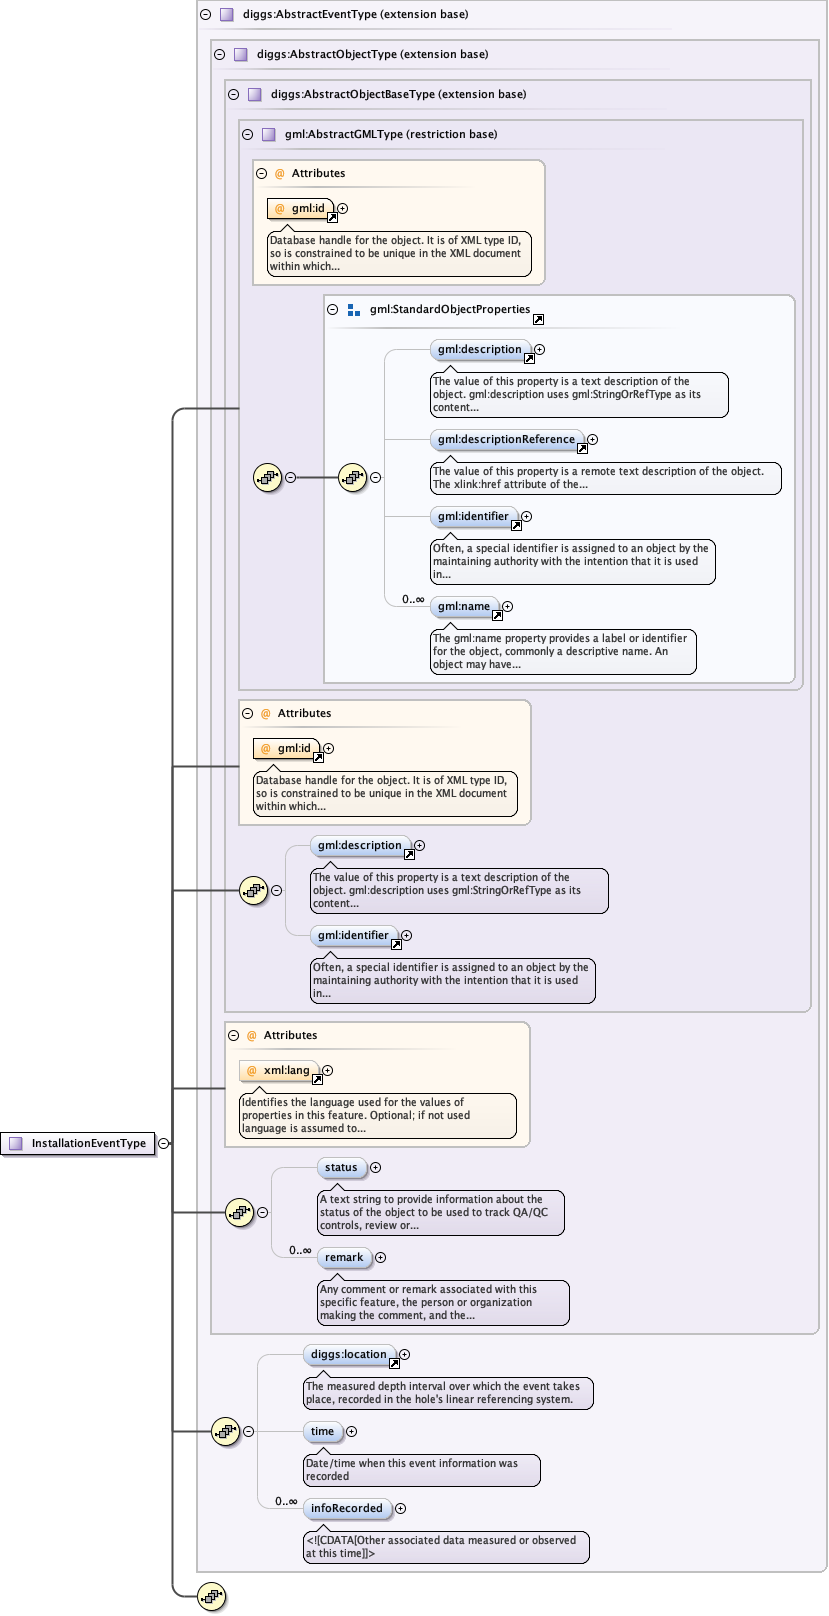 diggs:AbstractEventType (extension base)
diggs:AbstractObjectType (extension base)
diggs:AbstractObjectBaseType (extension base)
gml:AbstractGMLType (restriction base)
@ Attributes
@ gml:id
Database handle for the object. It is of XML type ID,
so is constrained to be unique in the XML document
within which...
gml:StandardObjectProperties
gml:description
The value of this property is a text description of the
object. gml:description uses gml:StringOrRefType as its
content...
gml:descriptionReference
The value of this property is a remote text description of the object.
The xlink:href attribute of the...
gml:identifier
Often, a special identifier is assigned to an object by the
maintaining authority with the intention that it is used
in...
0..∞
gml:name
The gml:name property provides a label or identifier
for the object, commonly a descriptive name. An
object may have...
@ Attributes
@ gml:id
Database handle for the object. It is of XML type ID,
so is constrained to be unique in the XML document
within which...
gml:description
The value of this property is a text description of the
object. gml:description uses gml:StringOrRefType as its
content...
gml:identifier
Often, a special identifier is assigned to an object by the
maintaining authority with the intention that it is used
in...
@ Attributes
@ xml:lang
Identifies the language used for the values of
properties in this feature. Optional; if not used
language is assumed to...
InstallationEventType
status
A text string to provide information about the
status of the object to be used to track QA/QC
controls, review or...
0..∞
remark
Any comment or remark associated with this
specific feature, the person or organization
making the comment, and the...
diggs:location
The measured depth interval over which the event takes
place, recorded in the hole's linear referencing system.
time
Date/time when this event information was
recorded
0..∞
infoRecorded
&lt;![CDATA[Other associated data measured or observed
at this time]]&gt;